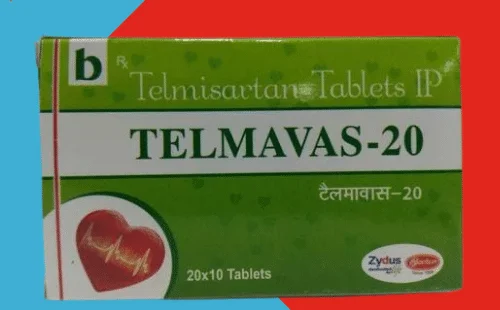 b
Rx Telmisartan Tablets IP
TELMAVAS-20
टैलमावास-20
20x10 Tablets
Zydus